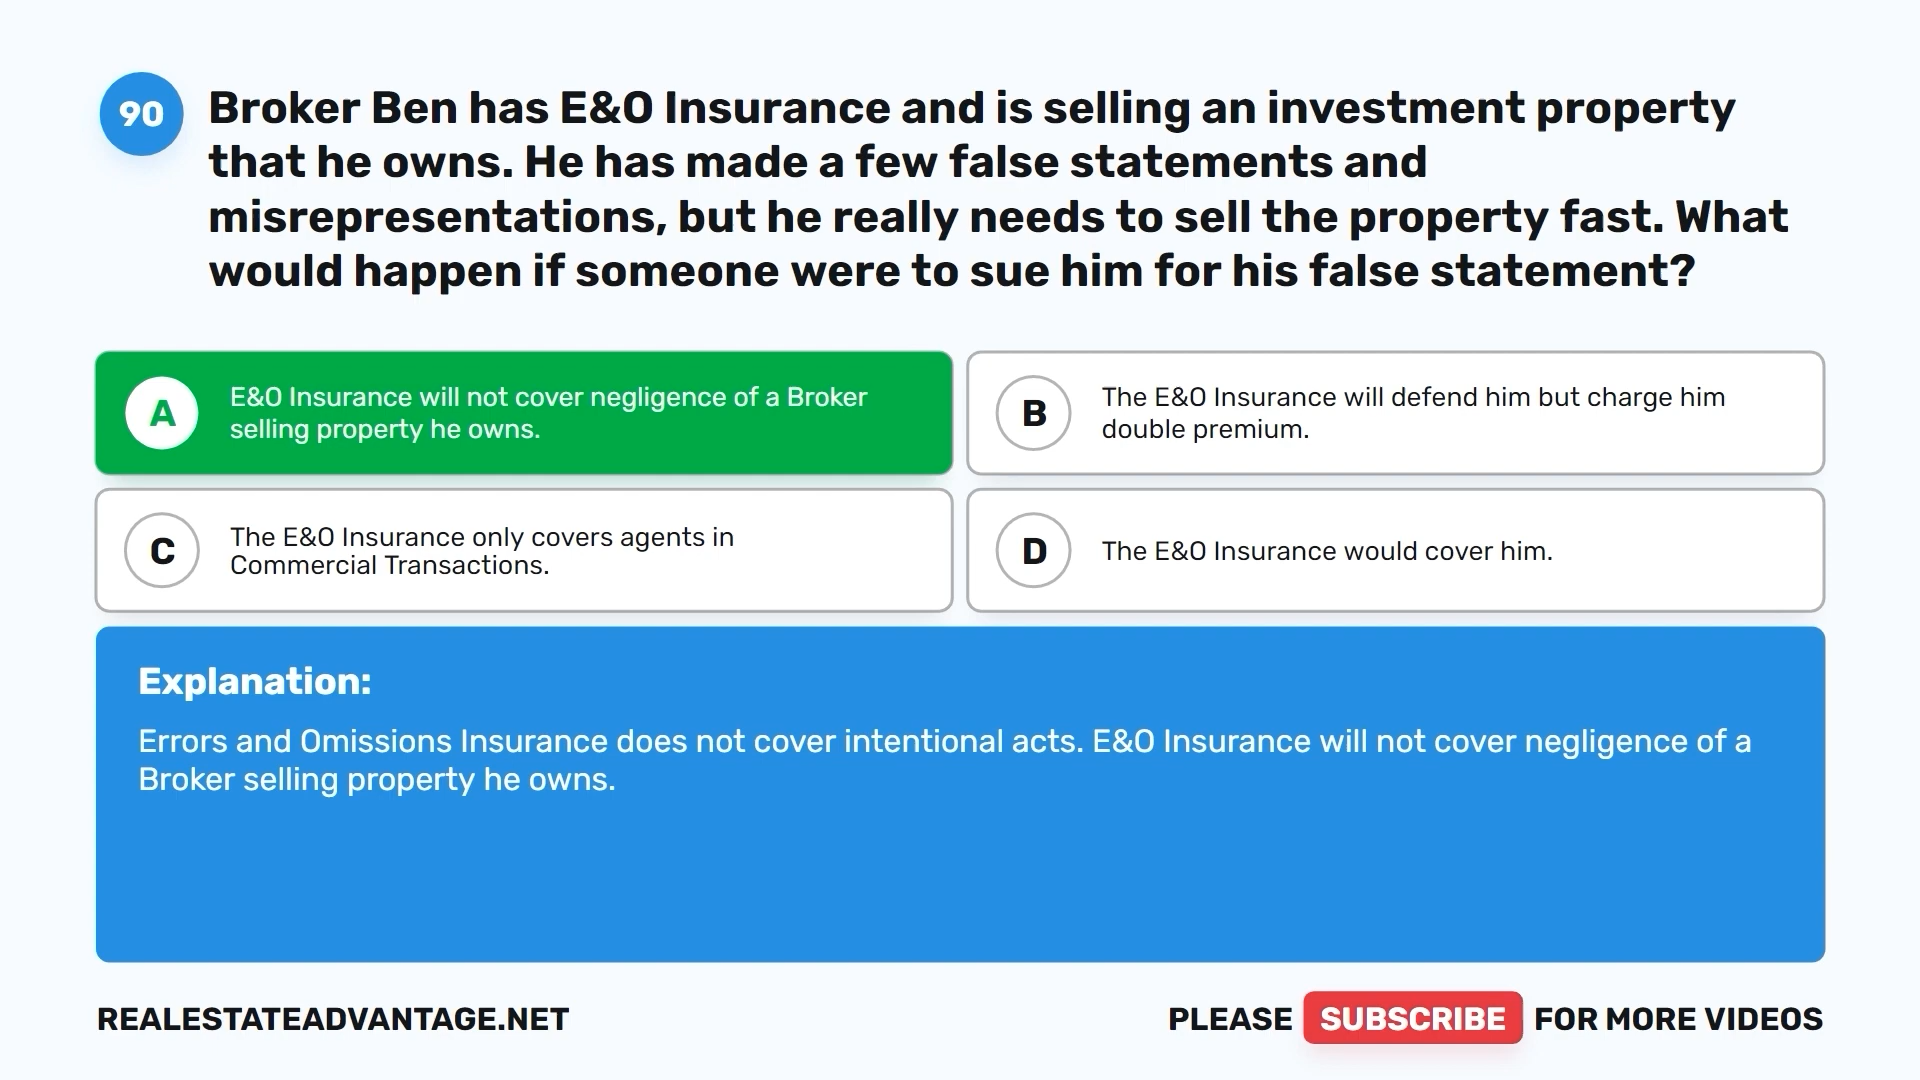 90
Broker Ben has E&O Insurance and is selling an investment property
that he owns. He has made a few false statements and
misrepresentations, but he really needs to sell the property fast. What
would happen if someone were to sue him for his false statement?
A
E&O Insurance will not cover negligence of a Broker
selling property he owns.
B
The E&O Insurance will defend him but charge him
double premium.
C
The E&O Insurance only covers agents in
Commercial Transactions.
D
The E&O Insurance would cover him.
Explanation:
Errors and Omissions Insurance does not cover intentional acts. E&O Insurance will not cover negligence of a
Broker selling property he owns.
REALESTATEADVANTAGE.NET
PLEASE SUBSCRIBE FOR MORE VIDEOS